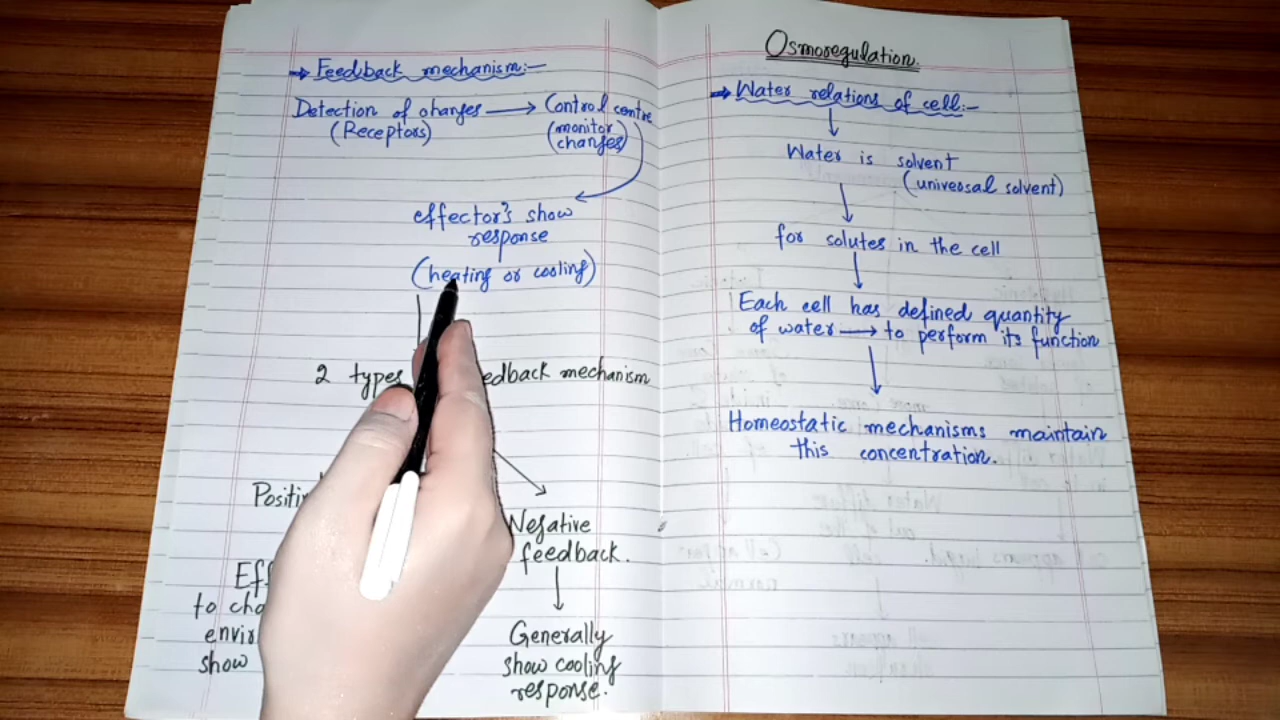 → Feedback mechanism:-
Detection of changes → Control centre
(Receptors)
(monitor
changes)
effector's show
response
(heating or cooling)
2 types
edback mechanism
Negative
feedback.
to cha
show
Generally
show cooling
response.
Osmoregulation
→ Water relations of cell:-
Water is solvent
(universal solvent)
for solutes in the cell
Each cell has defined quantity
of water → to perform its function
Homeostatic mechanisms maintain
this concentration.